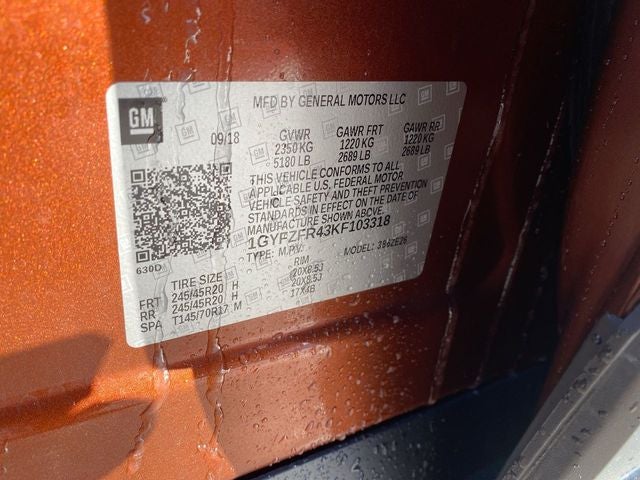 GM
MFD BY GENERAL MOTORS LLC
09/18 GVWR GAWR FRT GAWR RR
2350 KG 1220 KG 1220 KG
5180 LB 2689 LB 2689 LB
THIS VEHICLE CONFORMS TO ALL
APPLICABLE U.S. FEDERAL MOTOR
VEHICLE SAFETY AND THEFT PREVENTION
STANDARDS IN EFFECT ON THE DATE OF
MANUFACTURE SHOWN ABOVE.
1GYFZFR43KF103318
TYPE: M.P.V. MODEL:
630D
TIRE SIZE RIM
FRT 245/45R20 H 20X8.5J
RR 245/45R20 H 20X8.5J
SPA T145/70R17 M 17X4B